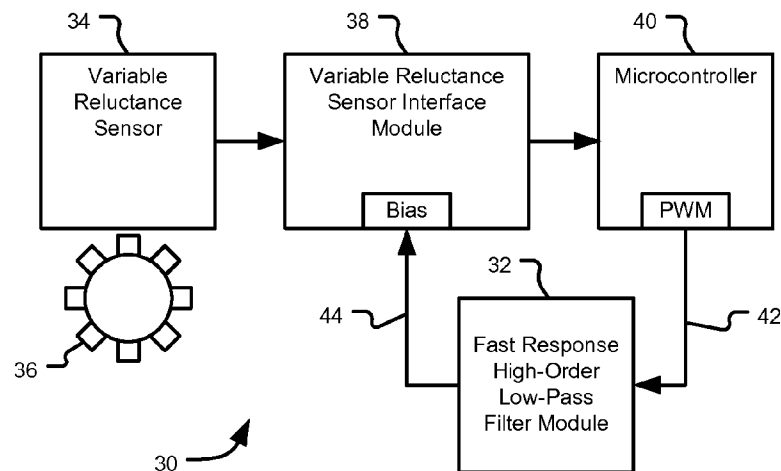 34
38
40
Variable
Reluctance
Sensor
Variable Reluctance
Sensor Interface
Module
Microcontroller
Bias
PWM
32
44
42
36
Fast Response
High-Order
Low-Pass
Filter Module
30